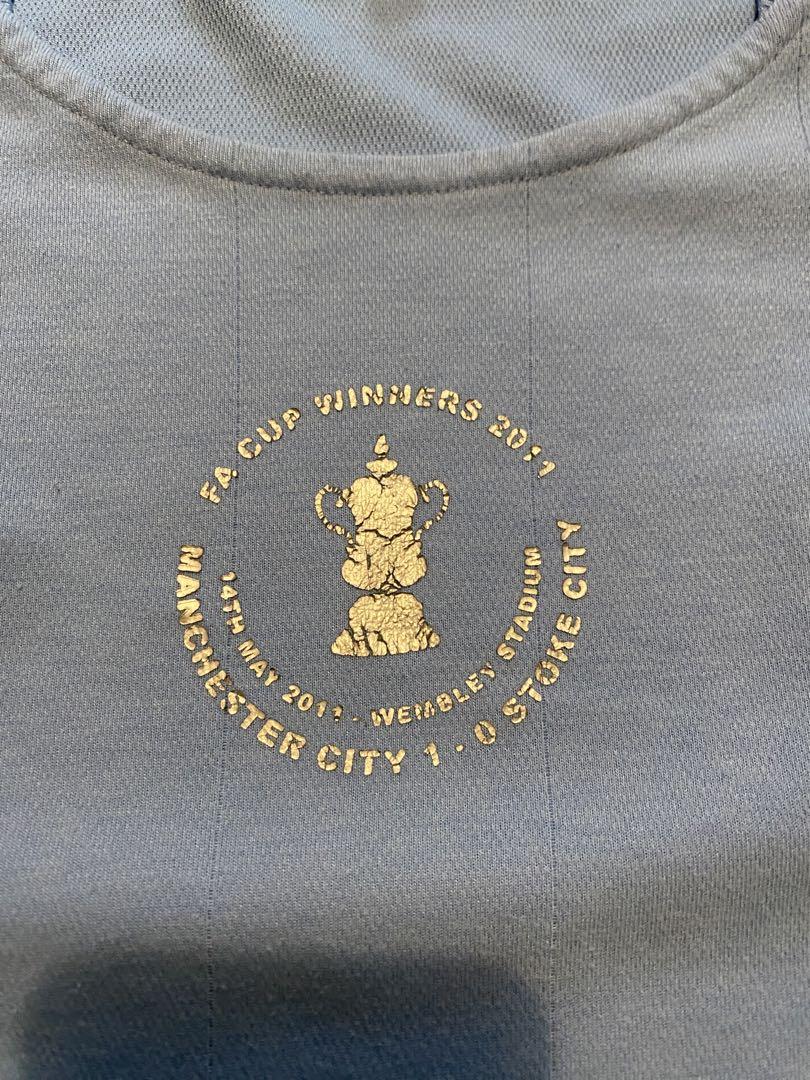 FA CUP WINNERS 2011
14TH MAY 2011 - WEMBLEY STADIUM
MANCHESTER CITY 1 - 0 STOKE CITY